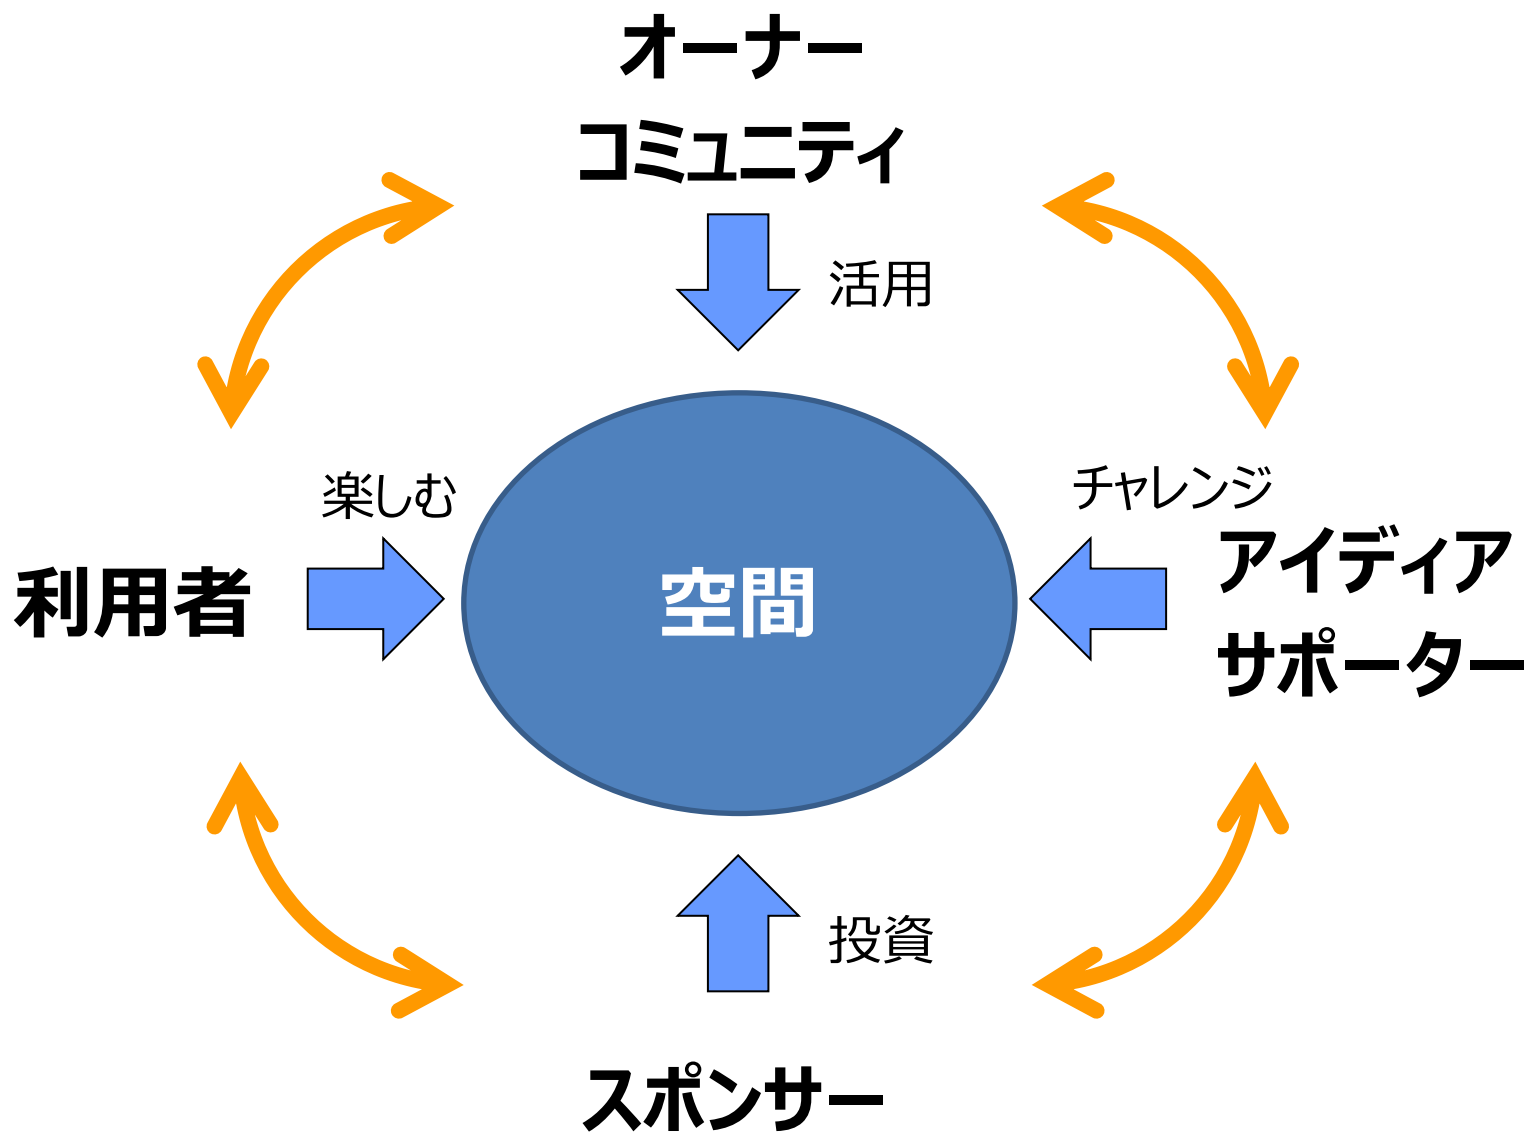 オーナー
コミュニティ
活用
楽しむ
チャレンジ
利用者
空間
アイディア
サポーター
投資
スポンサー